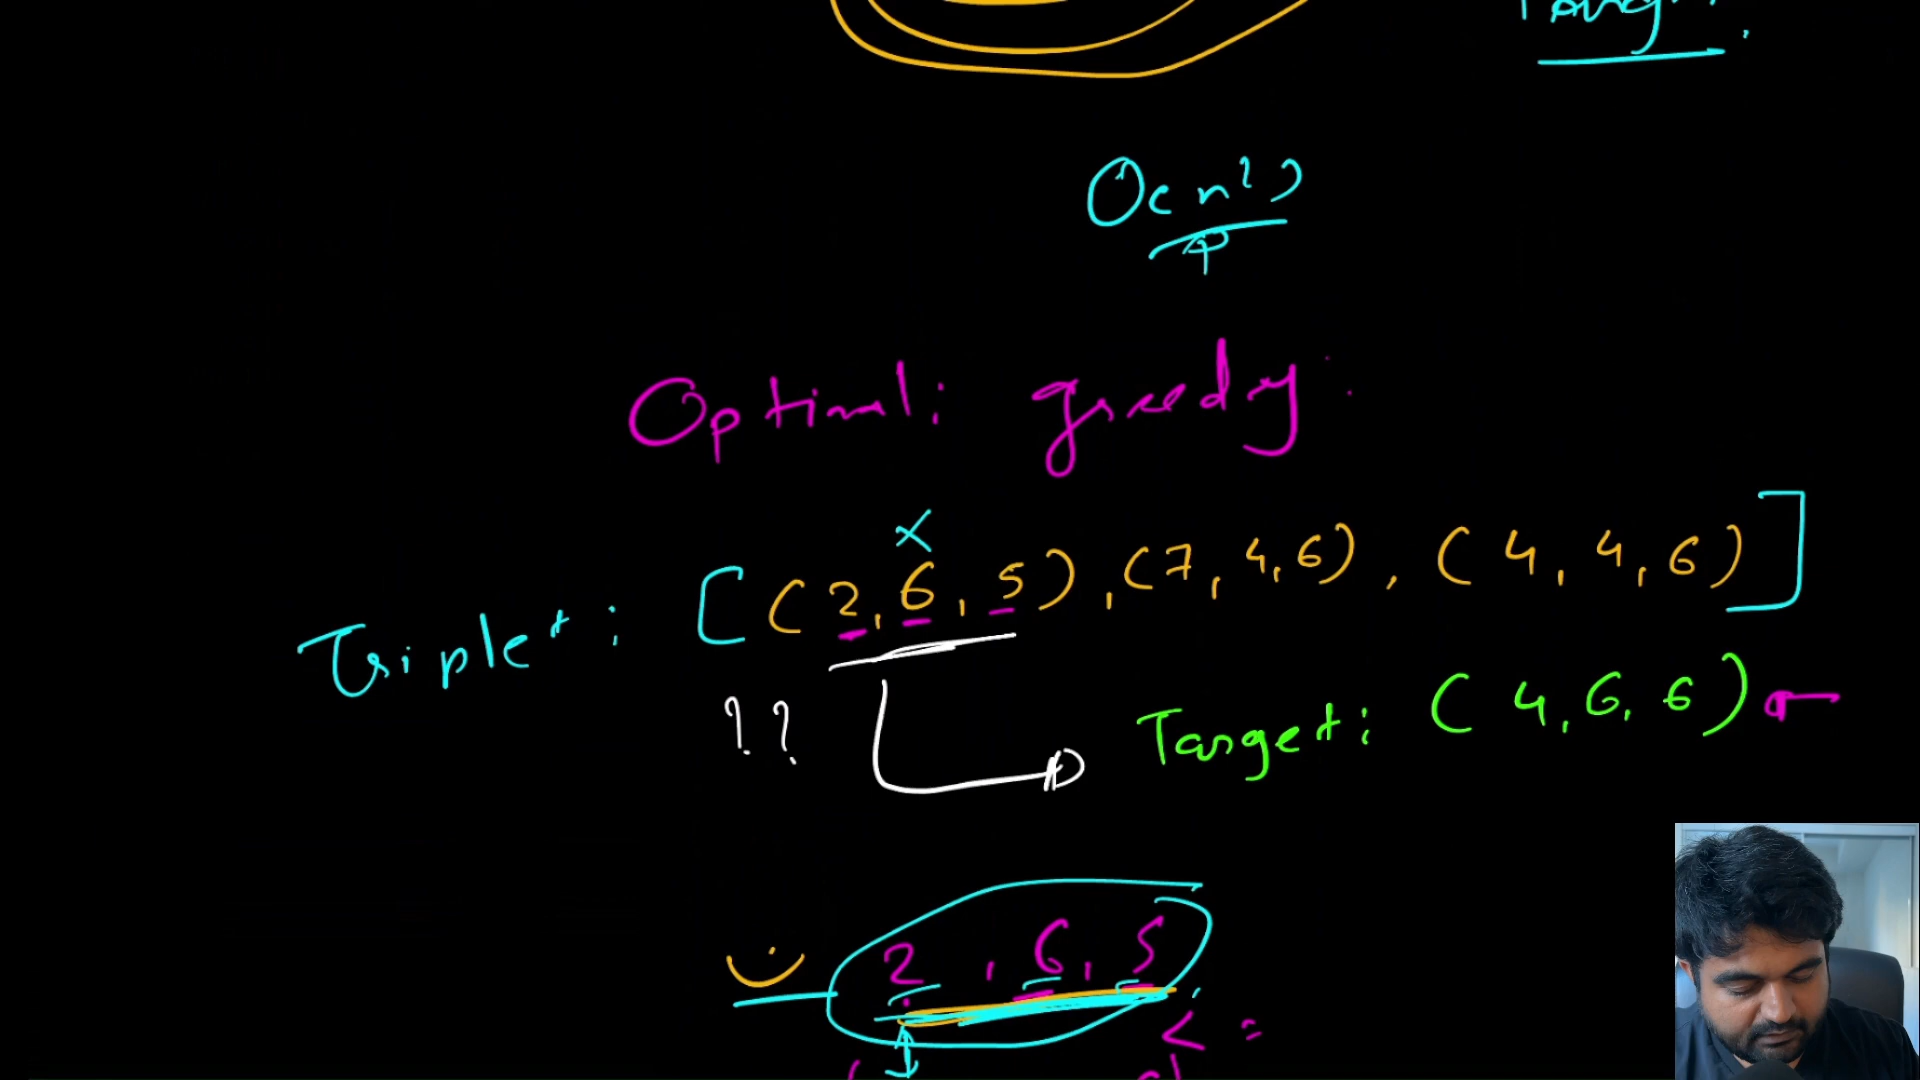 Target:
O(n²)
Optimal: greedy:
x
Triplet: [(2, 6, 5), (7, 4, 6), (4, 4, 6)]
?? Target: (4, 6, 6)
2, 6, 5
< =